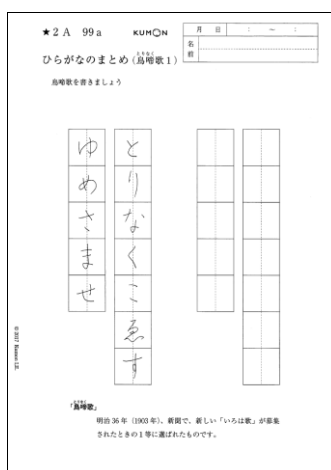 ★2A 99a
KUMON
月 日 : ~ :
名前
ひらがなのまとめ(鳥啼歌1)
とりなく
鳥啼歌を書きましょう
とりなくこゑす
ゆめさませ
とりなく
「鳥啼歌」
明治36年(1903年)、新聞で、新しい「いろは歌」が募集
されたときの1等に選ばれたものです。
© 2017 Kumon I.E.